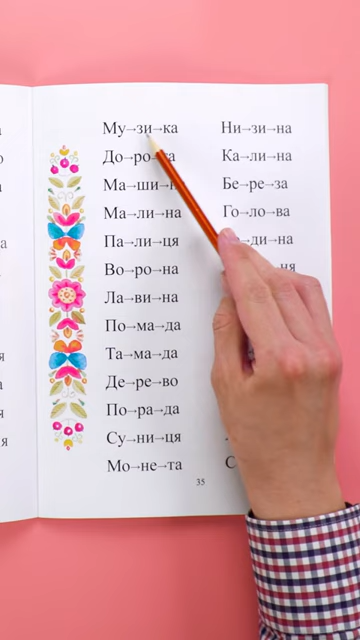 Му→зи→ка
До→ро→га
Ма→ши→на
Ма→ли→на
Па→ли→ця
Во→ро→на
Ла→ви→на
По→ма→да
Та→ма→да
Де→ре→во
По→ра→да
Су→ни→ця
Мо→не→та
Ни→зи→на
Ка→ли→на
Бе→ре→за
Го→ло→ва
35